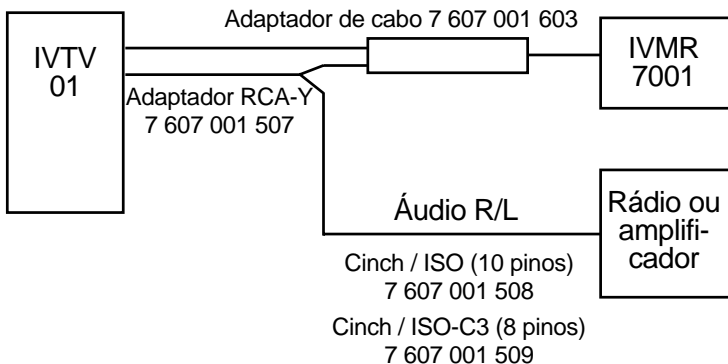 Adaptador de cabo 7 607 001 603
IVTV
01
IVMR
7001
Adaptador RCA-Y
7 607 001 507
Áudio R/L
Rádio ou
amplifi-
cador
Cinch / ISO (10 pinos)
7 607 001 508
Cinch / ISO-C3 (8 pinos)
7 607 001 509